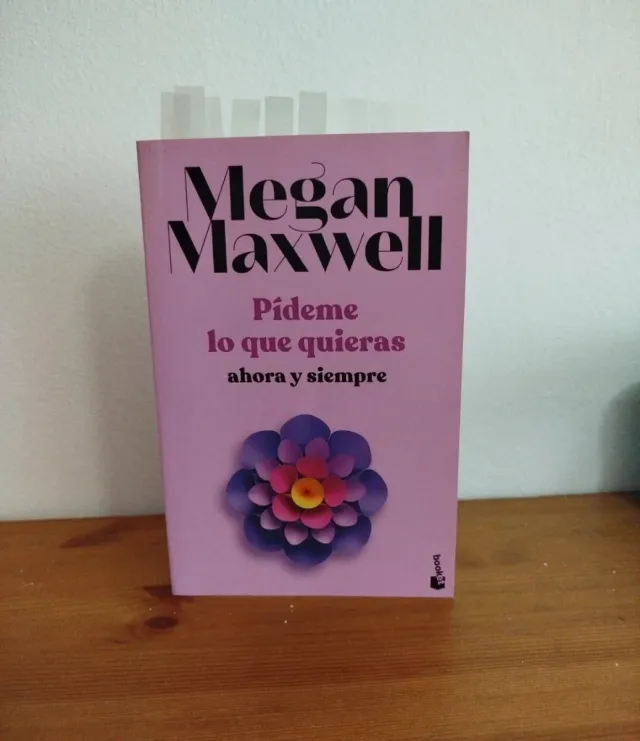 Megan
Maxwell
Pídeme
lo que quieras
ahora y siempre
booket